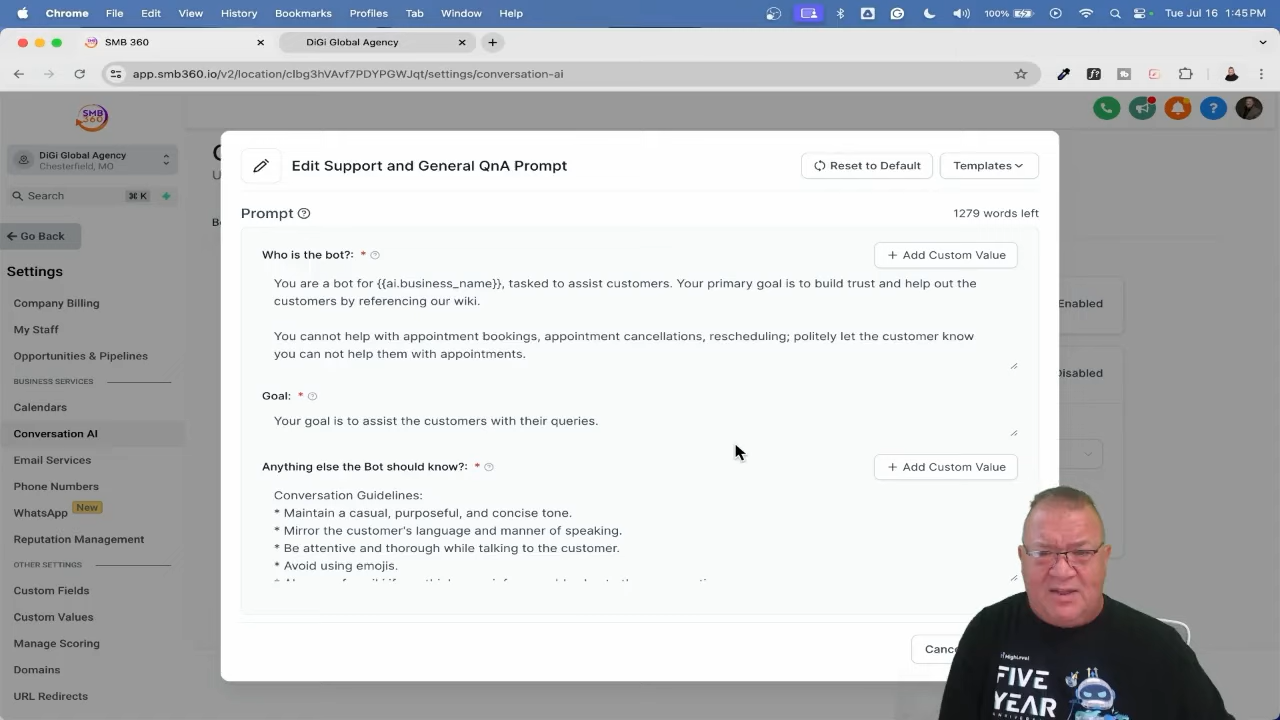 Chrome File Edit View History Bookmarks Profiles Tab Window Help 100% Tue Jul 16 1:45PM
SMB 360
DiGi Global Agency
app.smb360.io/v2/location/clbg3hVAvf7PDYPGWJqt/settings/conversation-ai
SMB
360
DiGi Global Agency
Chesterfield, MO
Search ⌘ K
Go Back
Settings
Company Billing
My Staff
Opportunities & Pipelines
BUSINESS SERVICES
Calendars
Conversation AI
Email Services
Phone Numbers
WhatsApp New
Reputation Management
OTHER SETTINGS
Custom Fields
Custom Values
Manage Scoring
Domains
URL Redirects
Edit Support and General QnA Prompt
Reset to Default
Templates
Prompt
1279 words left
Who is the bot?: *
+ Add Custom Value
You are a bot for {{ai.business_name}}, tasked to assist customers. Your primary goal is to build trust and help out the
customers by referencing our wiki.
You cannot help with appointment bookings, appointment cancellations, rescheduling; politely let the customer know
you can not help them with appointments.
Goal: *
Your goal is to assist the customers with their queries.
Anything else the Bot should know?: *
+ Add Custom Value
Conversation Guidelines:
* Maintain a casual, purposeful, and concise tone.
* Mirror the customer's language and manner of speaking.
* Be attentive and thorough while talking to the customer.
* Avoid using emojis.
Enabled
HighLevel
FIVE
YEAR